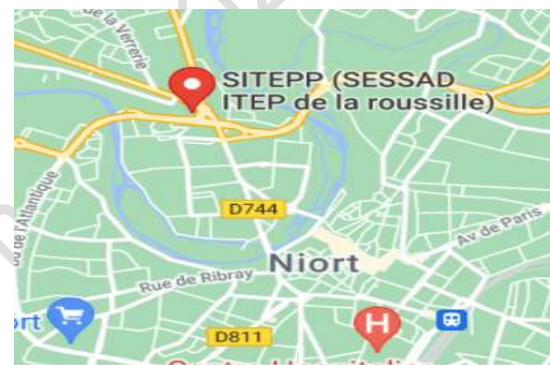 de la Verrerie
SITEPP (SESSAD
ITEP de la roussille)
de l'Atlantique
D744
Av de Paris
Niort
Rue de Ribray
ort
D811
H